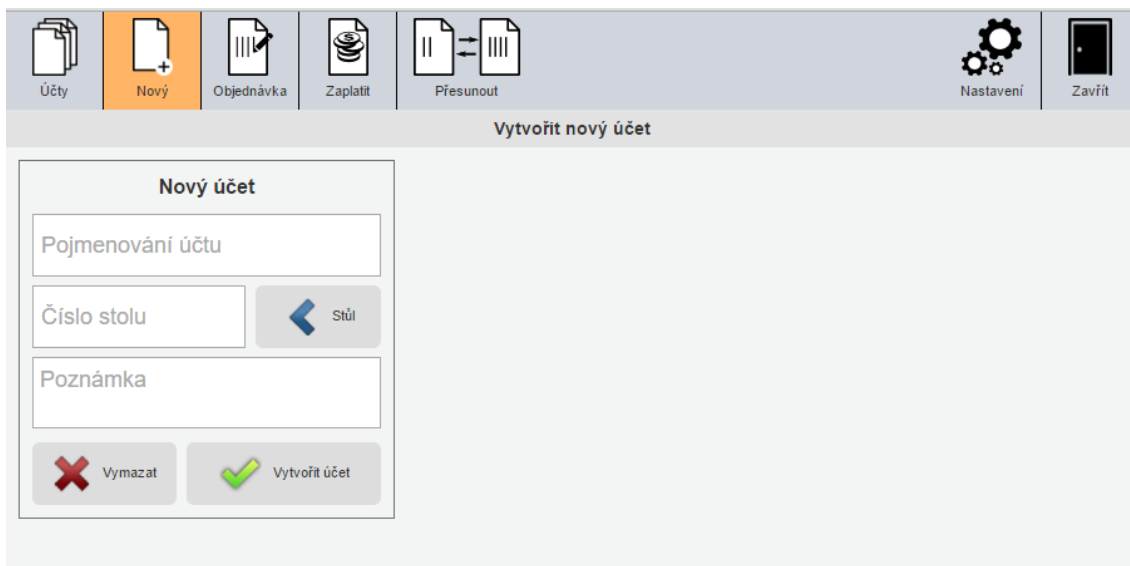 Účty
Nový
Objednávka
Zaplatit
Přesunout
Nastavení
Zavřít
Vytvořit nový účet
Nový účet
Pojmenování účtu
Číslo stolu
Stůl
Poznámka
Vymazat
Vytvořit účet